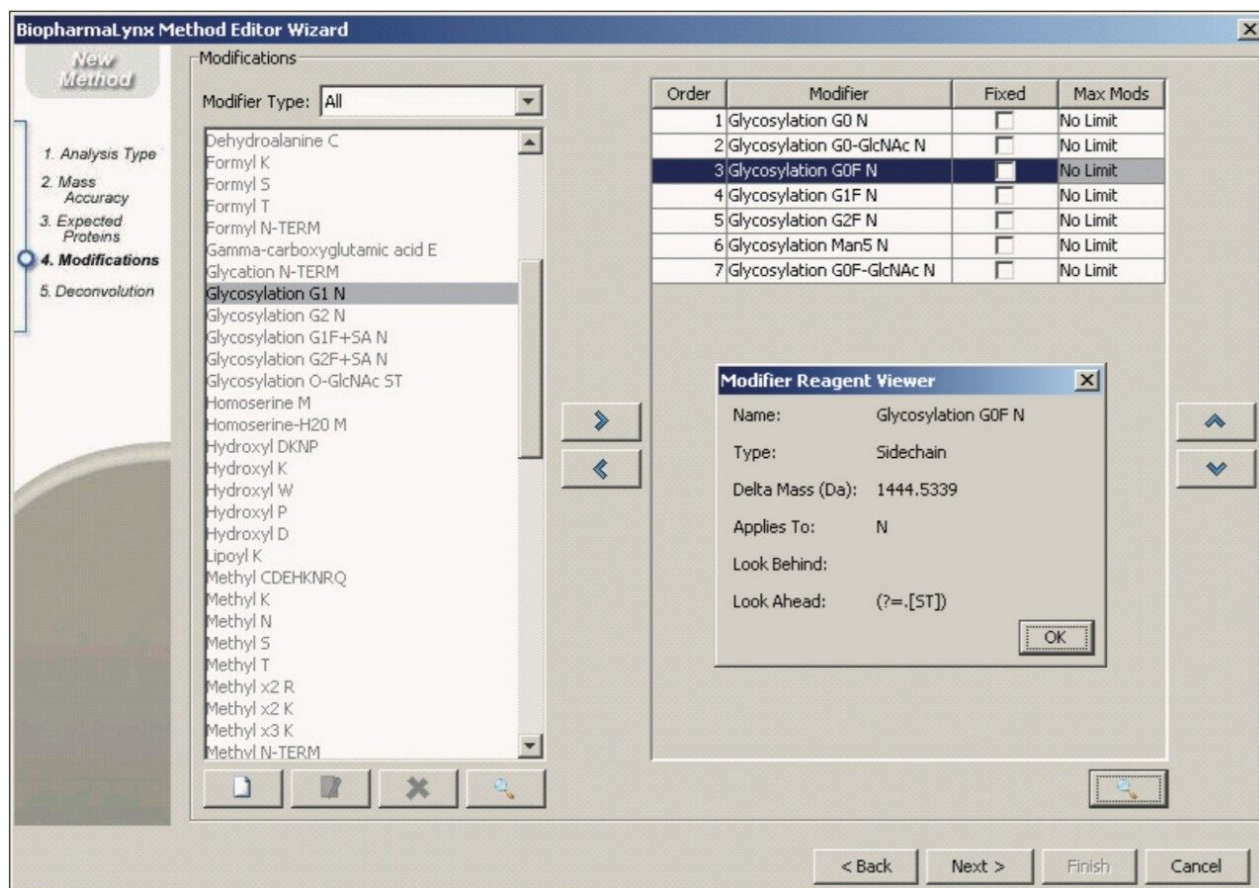 BiopharmaLynx Method Editor Wizard
New
Method
1. Analysis Type
2. Mass
Accuracy
3. Expected
Proteins
4. Modifications
5. Deconvolution
Modifications
Modifier Type: All
Dehydroalanine C
Formyl K
Formyl S
Formyl T
Formyl N-TERM
Gamma-carboxyglutamic acid E
Glycation N-TERM
Glycosylation G1 N
Glycosylation G2 N
Glycosylation G1F+SA N
Glycosylation G2F+SA N
Glycosylation O-GlcNAc ST
Homoserine M
Homoserine-H20 M
Hydroxyl DKNP
Hydroxyl K
Hydroxyl W
Hydroxyl P
Hydroxyl D
Lipoyl K
Methyl CDEHKNRQ
Methyl K
Methyl N
Methyl S
Methyl T
Methyl x2 R
Methyl x2 K
Methyl x3 K
Methyl N-TERM
Order Modifier Fixed Max Mods
1 Glycosylation G0 N No Limit
2 Glycosylation G0-GlcNAc N No Limit
3 Glycosylation G0F N No Limit
4 Glycosylation G1F N No Limit
5 Glycosylation G2F N No Limit
6 Glycosylation Man5 N No Limit
7 Glycosylation G0F-GlcNAc N No Limit
Modifier Reagent Viewer
Name: Glycosylation G0F N
Type: Sidechain
Delta Mass (Da): 1444.5339
Applies To: N
Look Behind:
Look Ahead: (?=.[ST])
OK
< Back Next > Finish Cancel